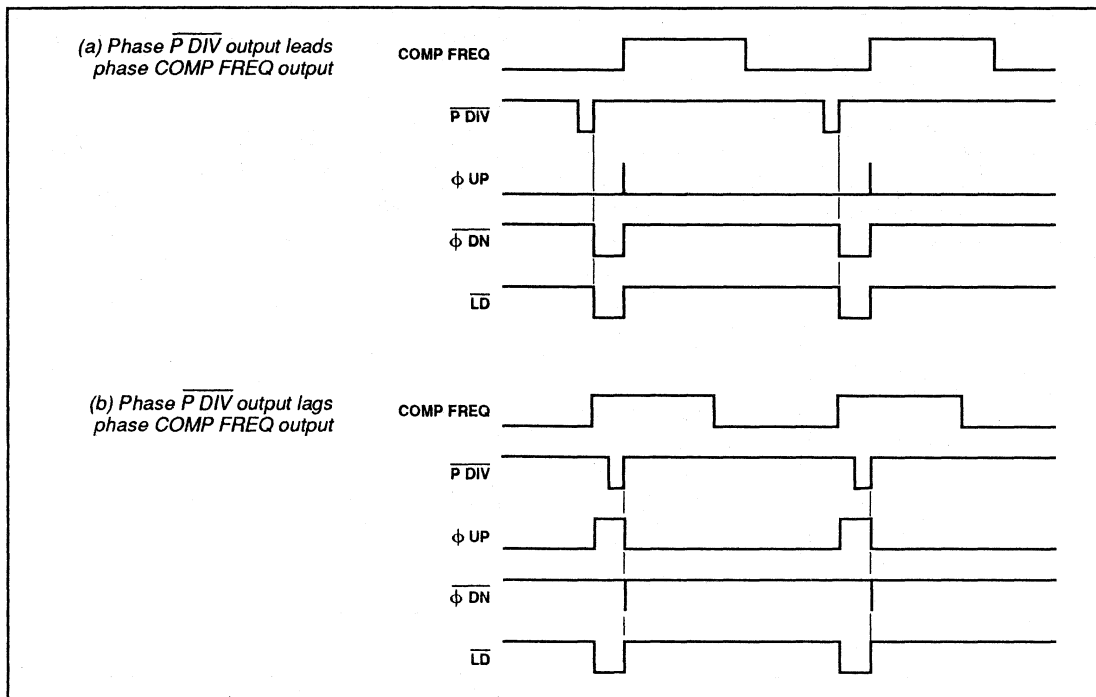 (a) Phase P DIV output leads
phase COMP FREQ output
COMP FREQ
P DIV
ϕ UP
ϕ DN
LD
(b) Phase P DIV output lags
phase COMP FREQ output
COMP FREQ
P DIV
ϕ UP
ϕ DN
LD